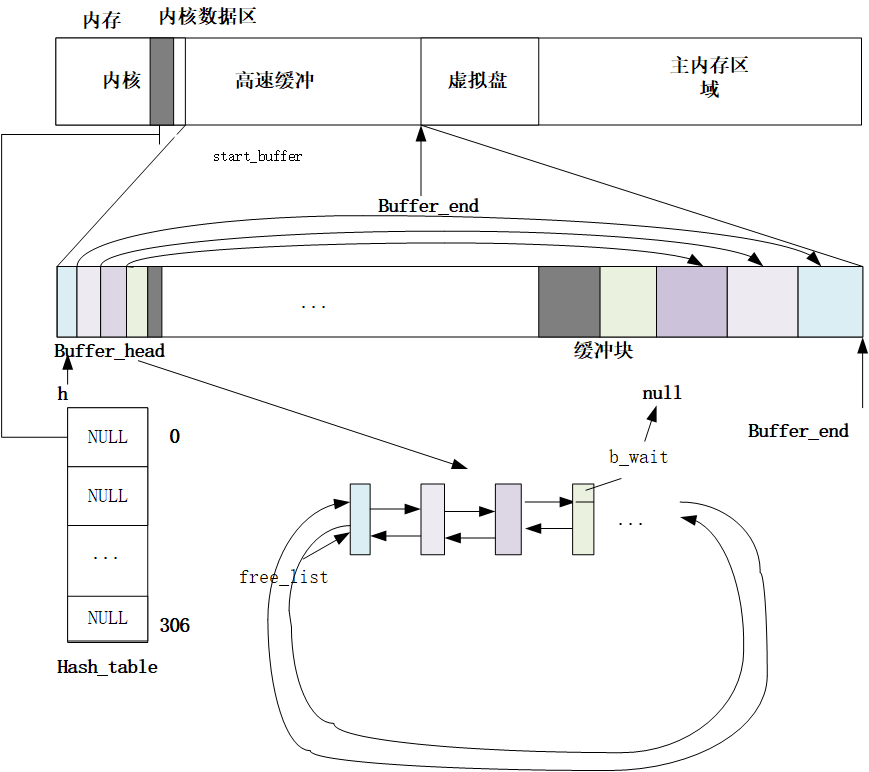 内存
内核数据区
内核
高速缓冲
虚拟盘
主内存区
域
start_buffer
Buffer_end
...
Buffer_head
缓冲块
h
null
Buffer_end
NULL
0
b_wait
NULL
...
...
free_list
NULL
306
Hash_table